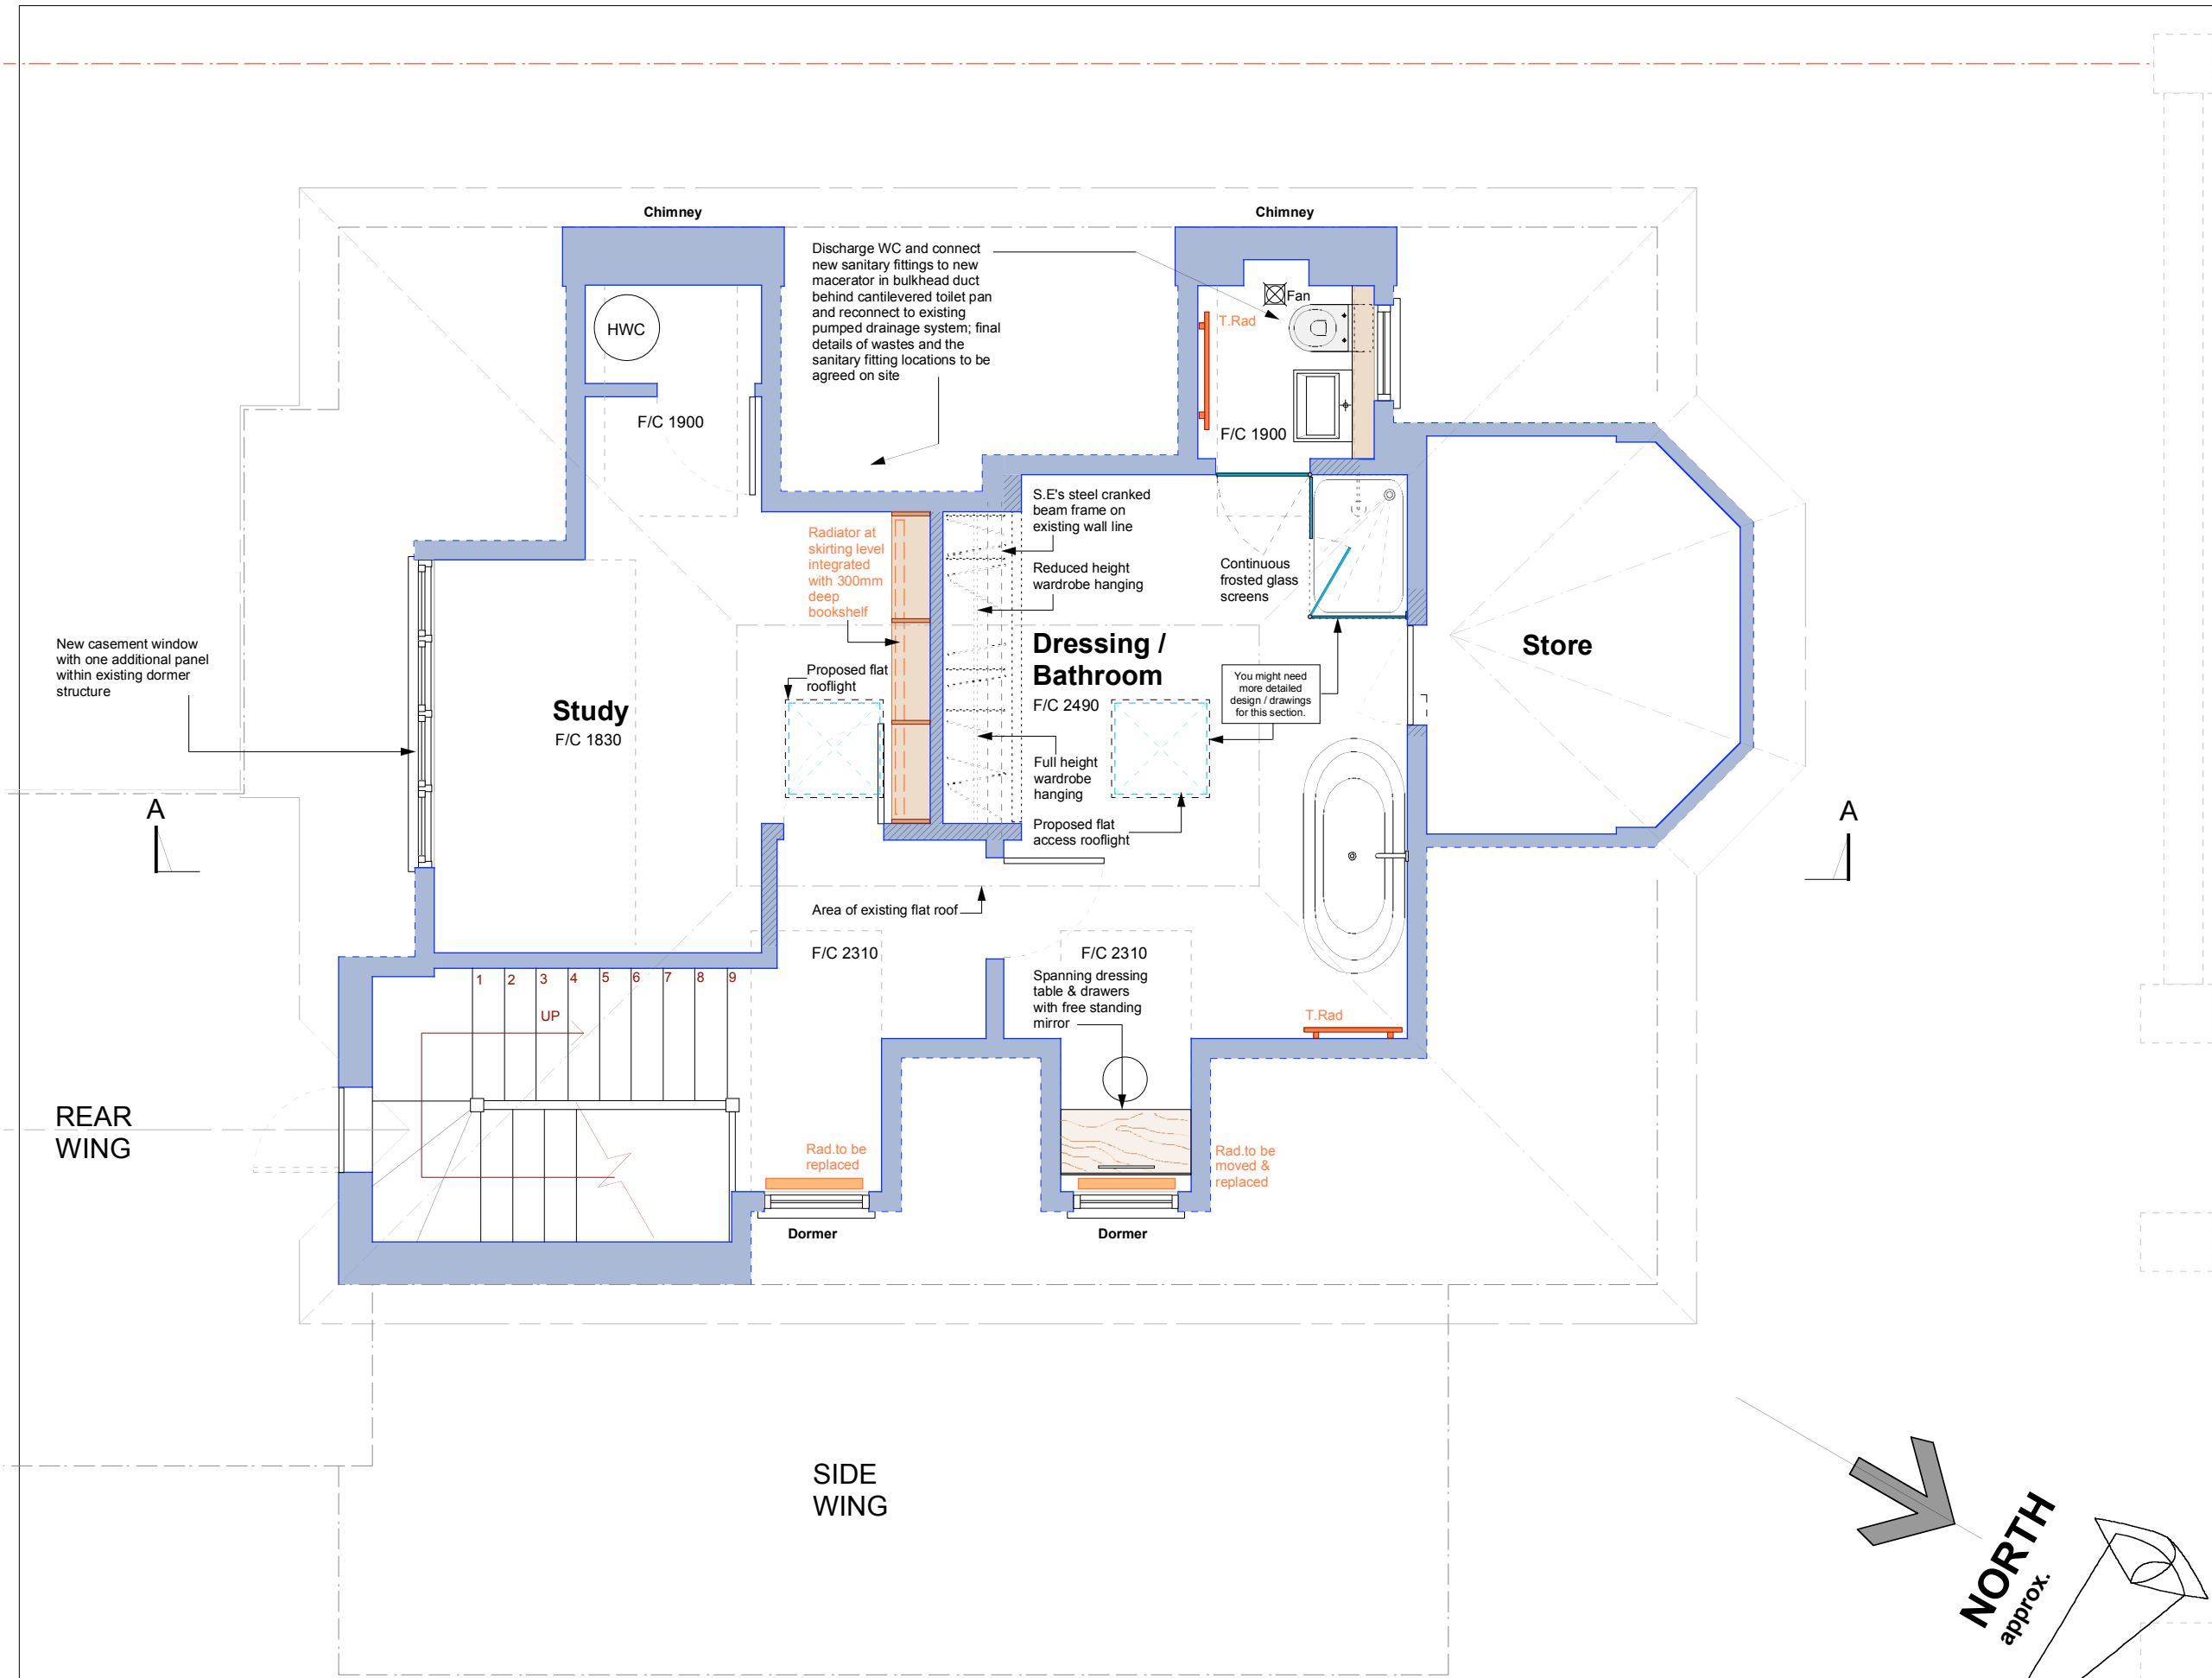 Chimney
Chimney
Discharge WC and connect
new sanitary fittings to new
macerator in bulkhead duct
behind cantilevered toilet pan
and reconnect to existing
pumped drainage system; final
details of wastes and the
sanitary fitting locations to be
agreed on site
HWC
F/C 1900
Fan
T.Rad
F/C 1900
S.E's steel cranked
beam frame on
existing wall line
Reduced height
wardrobe hanging
Continuous
frosted glass
screens
Radiator at
skirting level
integrated
with 300mm
deep
bookshelf
New casement window
with one additional panel
within existing dormer
structure
Proposed flat
rooflight
Study
F/C 1830
Dressing /
Bathroom
F/C 2490
You might need
more detailed
design / drawings
for this section.
Store
Full height
wardrobe
hanging
Proposed flat
access rooflight
A
A
Area of existing flat roof
F/C 2310
F/C 2310
Spanning dressing
table & drawers
with free standing
mirror
T.Rad
1 2 3 4 5 6 7 8 9
UP
REAR
WING
Rad.to be
replaced
Rad.to be
moved &
replaced
Dormer
Dormer
SIDE
WING
NORTH
approx.